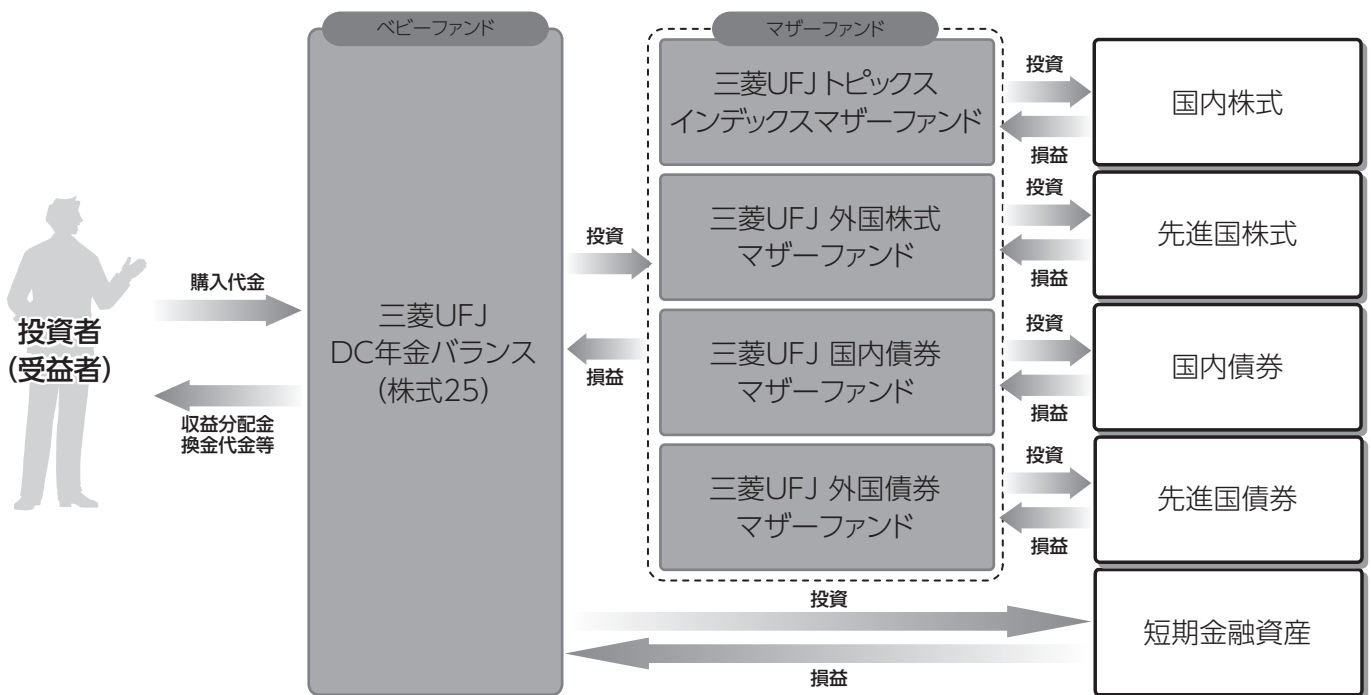 ベビーファンド
マザーファンド
投資者
(受益者)
購入代金
収益分配金
換金代金等
三菱UFJ
DC年金バランス
(株式25)
投資
損益
三菱UFJ トピックス
インデックスマザーファンド
投資
損益
国内株式
三菱UFJ 外国株式
マザーファンド
投資
損益
先進国株式
三菱UFJ 国内債券
マザーファンド
投資
損益
国内債券
三菱UFJ 外国債券
マザーファンド
投資
損益
先進国債券
投資
損益
短期金融資産